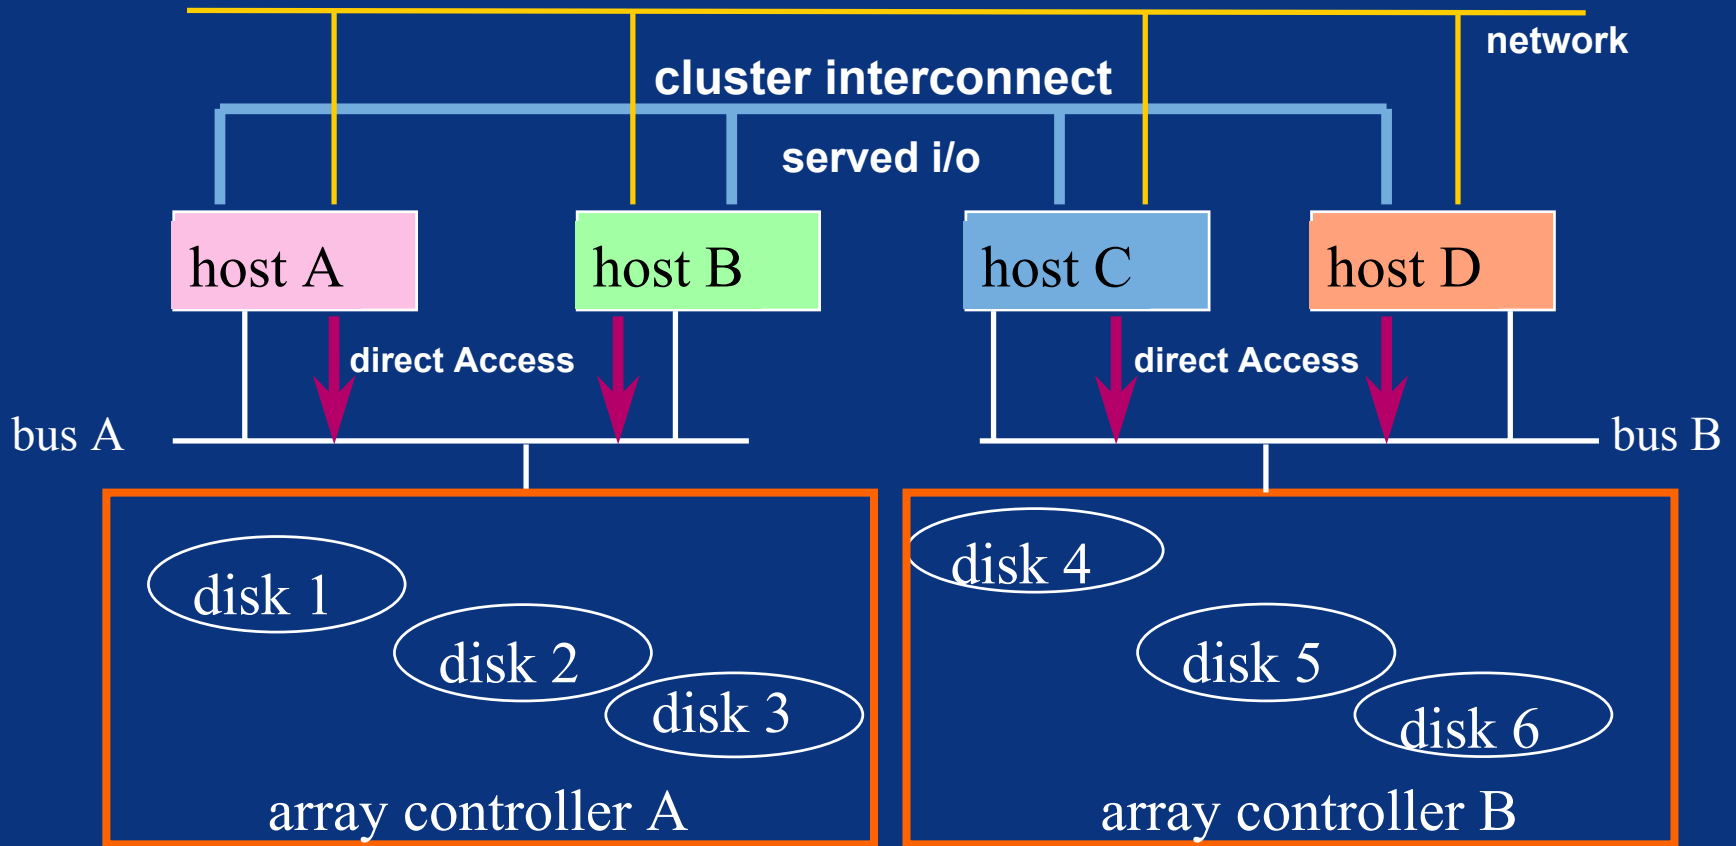 network
cluster interconnect
served i/o
host A
host B
host C
host D
direct Access
direct Access
bus A
bus B
disk 1
disk 2
disk 3
disk 4
disk 5
disk 6
array controller A
array controller B